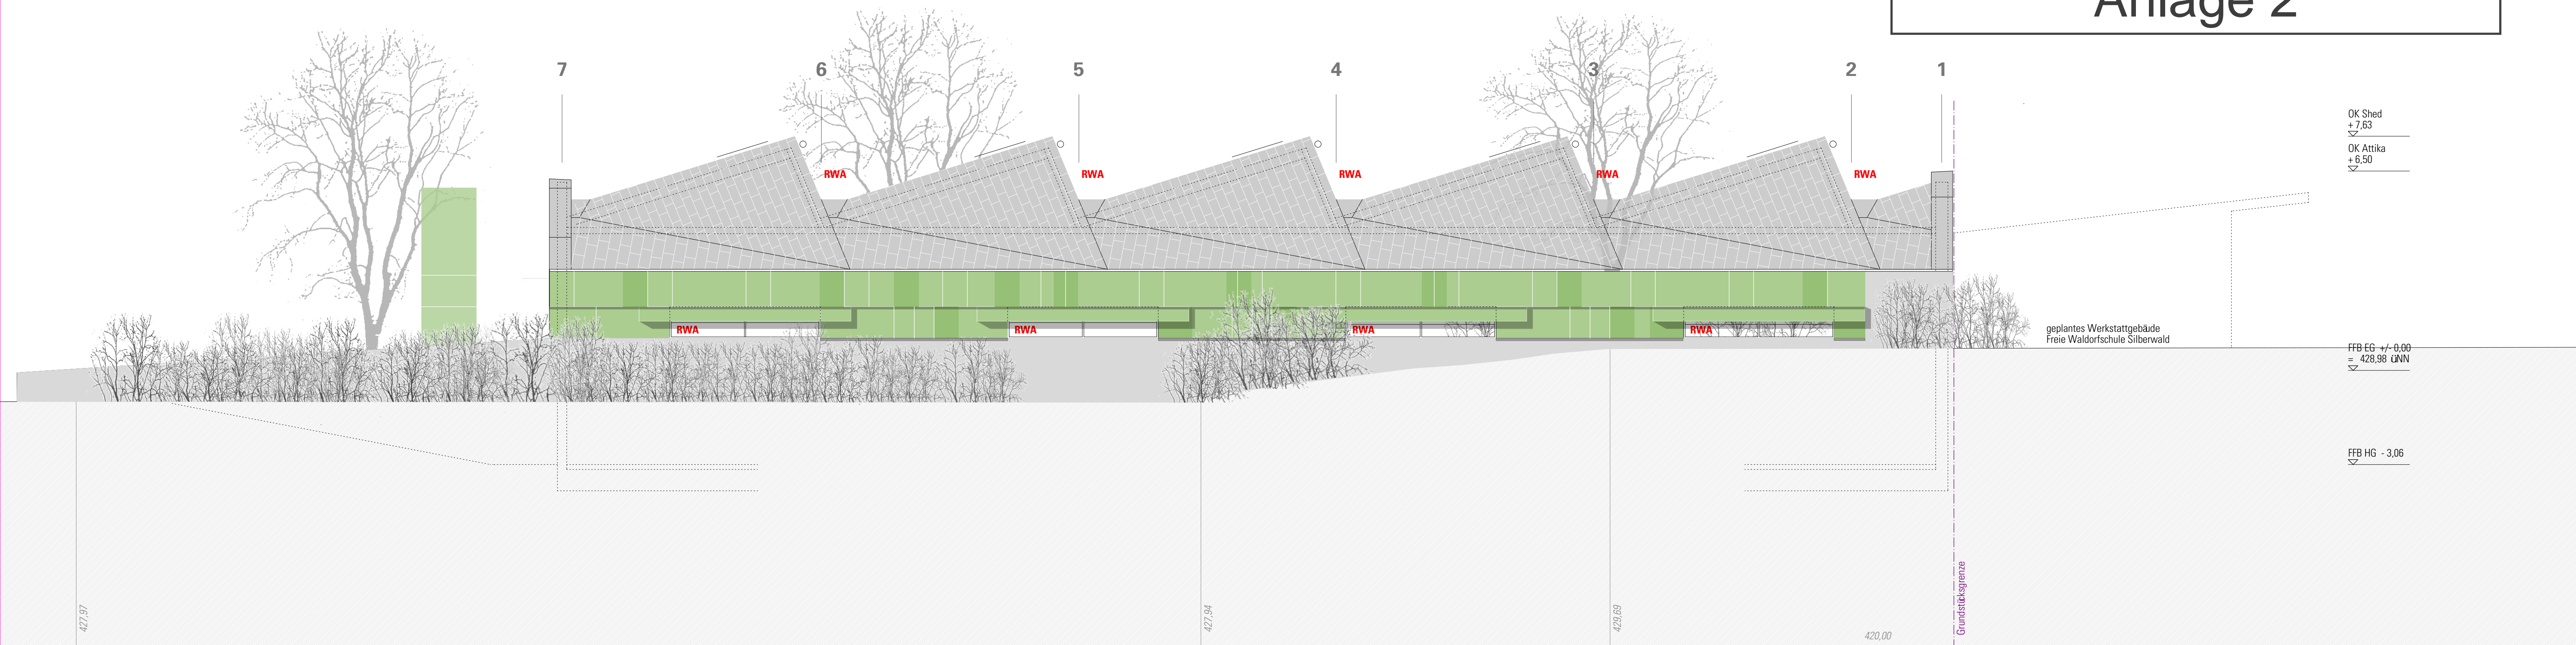 Anlage 2
7
6
5
4
3
2
1
OK Shed
+ 7,63
OK Attika
+ 6,50
RWA
RWA
RWA
RWA
RWA
RWA
RWA
RWA
RWA
geplantes Werkstattgebäude
Freie Waldorfschule Silberwald
FFB EG +/- 0,00
= 428,98 üNN
FFB HG - 3,06
427,97
427,94
429,69
420,00
Grundstücksgrenze